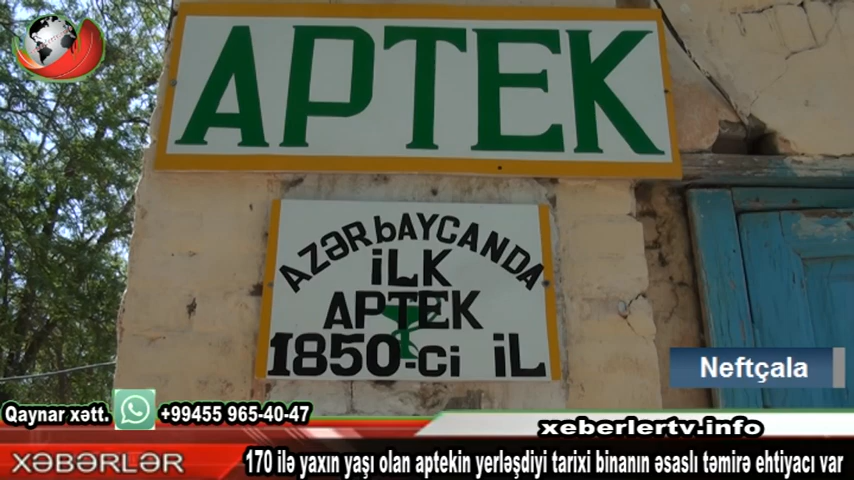 APTEK
AZƏRbAYCANDA
İLK
APTEK
1850-Ci İL
Neftçala
Qaynar xətt. +99455 965-40-47
xeberlertv.info
XƏBƏRLƏR
170 ilə yaxın yaşı olan aptekin yerləşdiyi tarixi binanın əsaslı təmirə ehtiyacı var